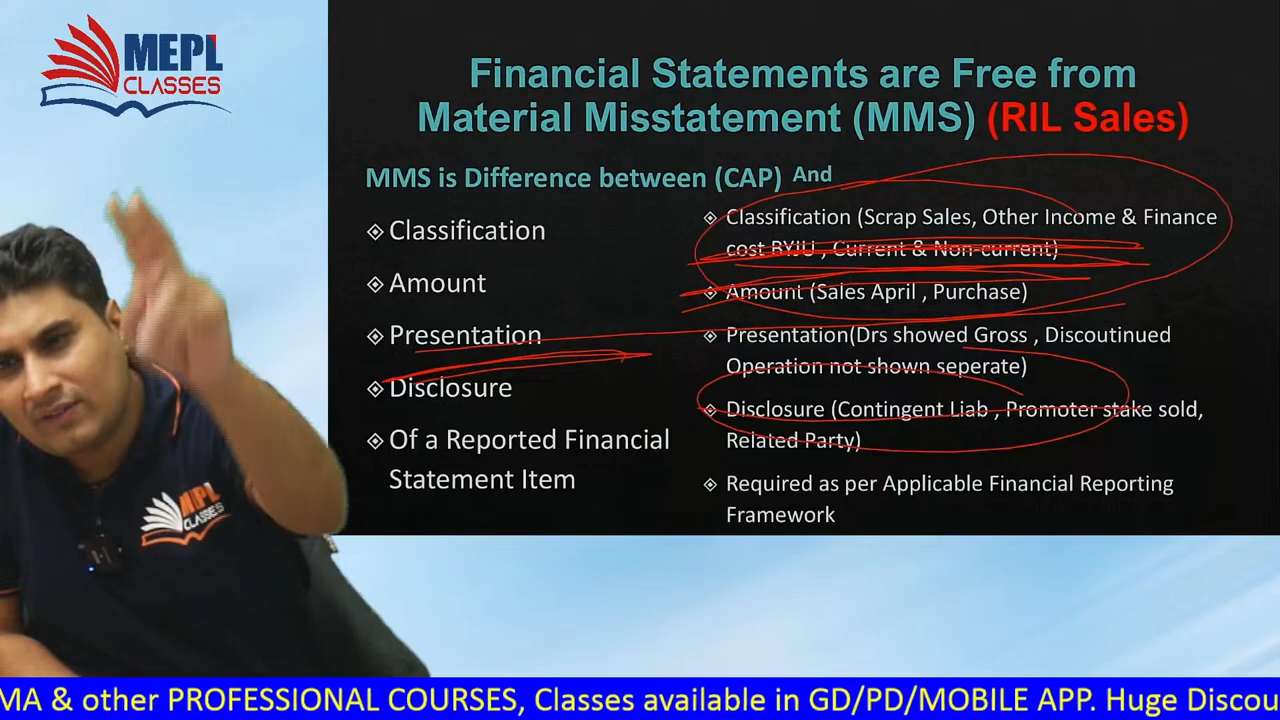 MEPL
CLASSES
Financial Statements are Free from
Material Misstatement (MMS) (RIL Sales)
MMS is Difference between (CAP) And
◈ Classification
◈ Amount
◈ Presentation
◈ Disclosure
◈ Of a Reported Financial
Statement Item
◈ Classification (Scrap Sales, Other Income & Finance
cost BYJU , Current & Non-current)
◈ Amount (Sales April , Purchase)
◈ Presentation(Drs showed Gross , Discoutinued
Operation not shown seperate)
◈ Disclosure (Contingent Liab , Promoter stake sold,
Related Party)
◈ Required as per Applicable Financial Reporting
Framework
MEPL
CLASSES
MA & other PROFESSIONAL COURSES, Classes available in GD/PD/MOBILE APP. Huge Discou